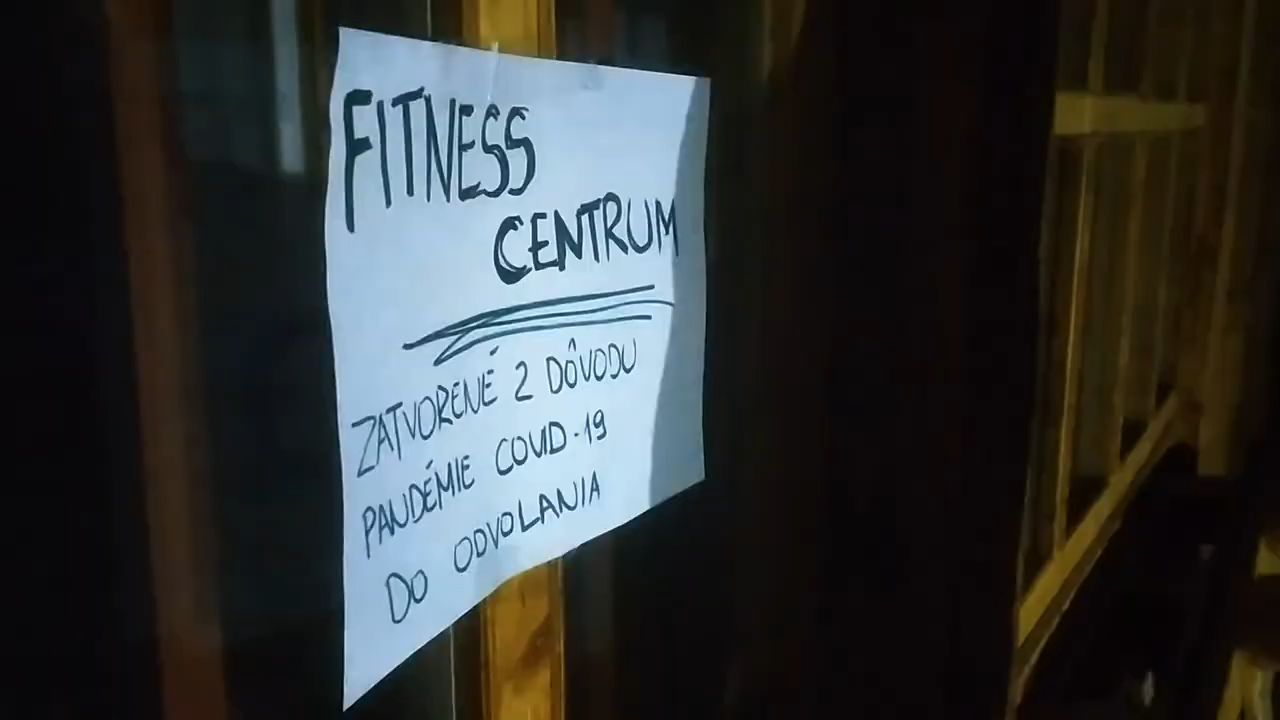 FITNESS
CENTRUM
ZATVORENÉ Z DÔVODU
PANDÉMIE COVID-19
DO ODVOLANIA